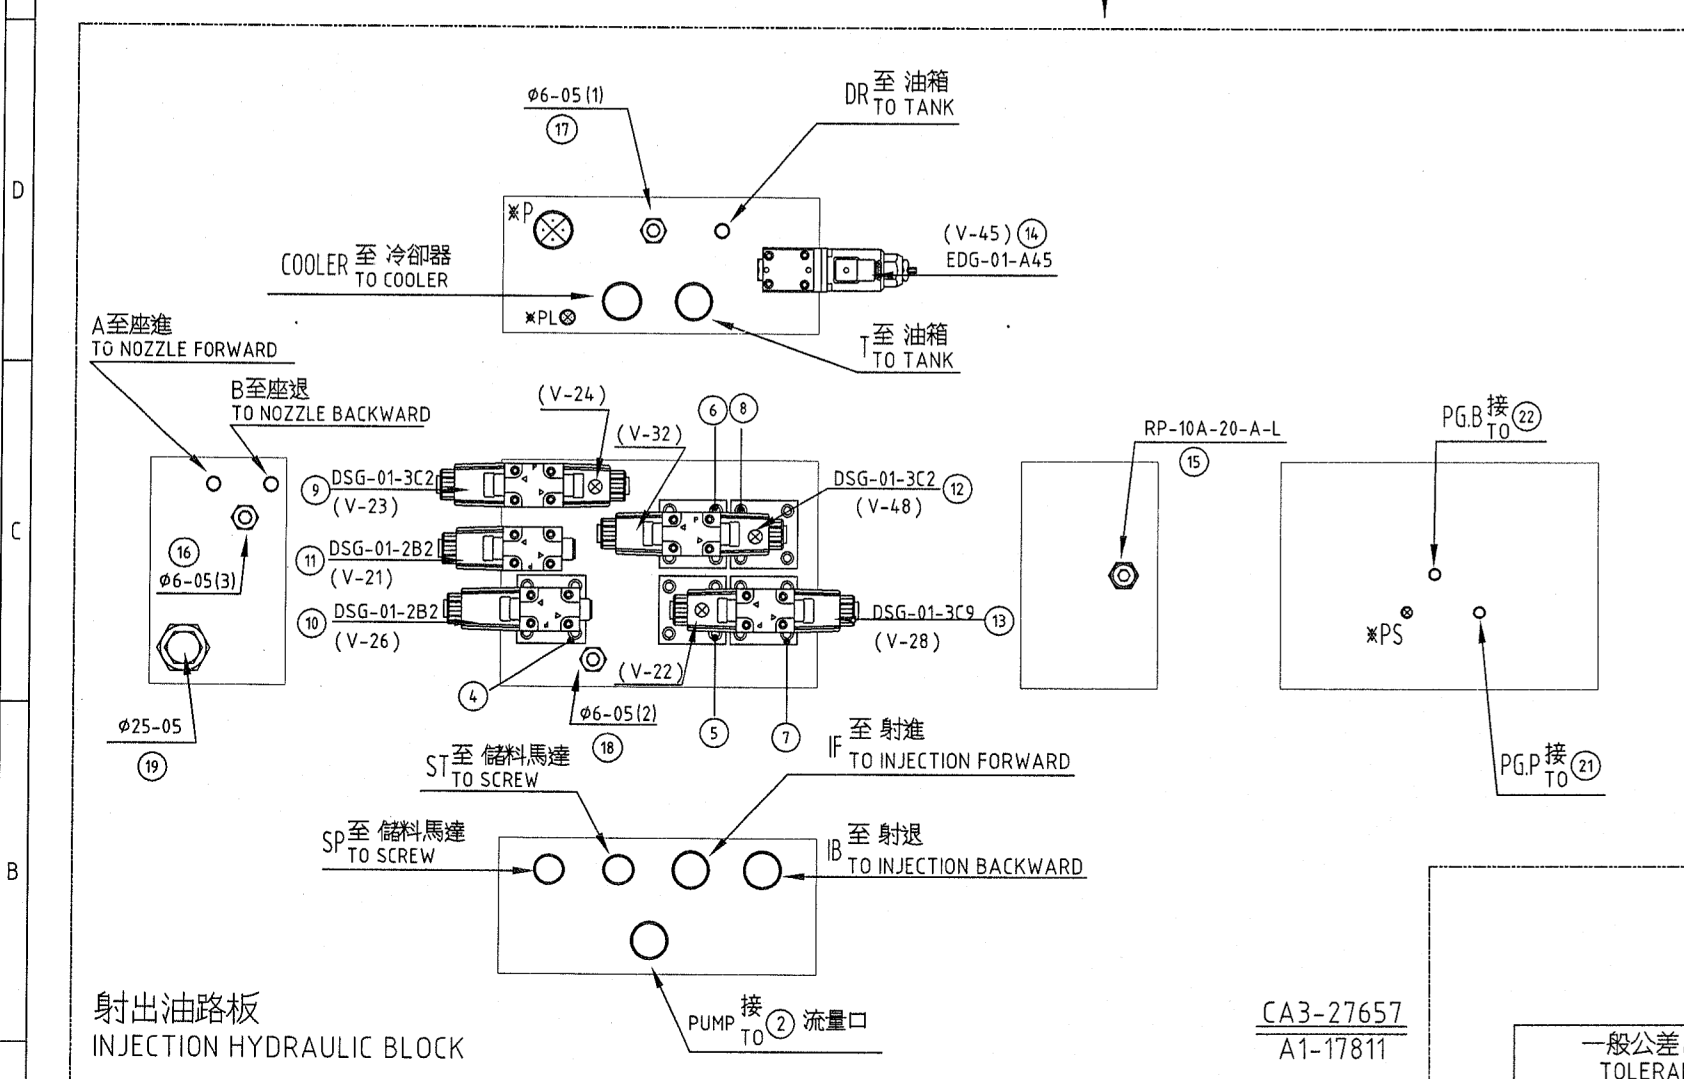 φ6-05(1)
17
DR 至 油箱
TO TANK
D
※P
(V-45) 14
EDG-01-A45
COOLER 至 冷卻器
TO COOLER
※PL
T 至 油箱
TO TANK
A至座進
TO NOZZLE FORWARD
B至座退
TO NOZZLE BACKWARD
(V-24)
6 8
(V-32)
RP-10A-20-A-L
15
PG.B 接 22
TO
9 DSG-01-3C2
(V-23)
DSG-01-3C2 12
(V-48)
C
16
φ6-05(3)
11 DSG-01-2B2
(V-21)
10 DSG-01-2B2
(V-26)
DSG-01-3C9 13
(V-28)
※PS
(V-22)
4
φ6-05(2)
18
5
7
φ25-05
19
IF 至 射進
TO INJECTION FORWARD
ST 至 儲料馬達
TO SCREW
PG.P 接 21
TO
SP 至 儲料馬達
TO SCREW
IB 至 射退
TO INJECTION BACKWARD
B
射出油路板
INJECTION HYDRAULIC BLOCK
PUMP 接 2 流量口
TO
CA3-27657
A1-17811
一般公差
TOLERA